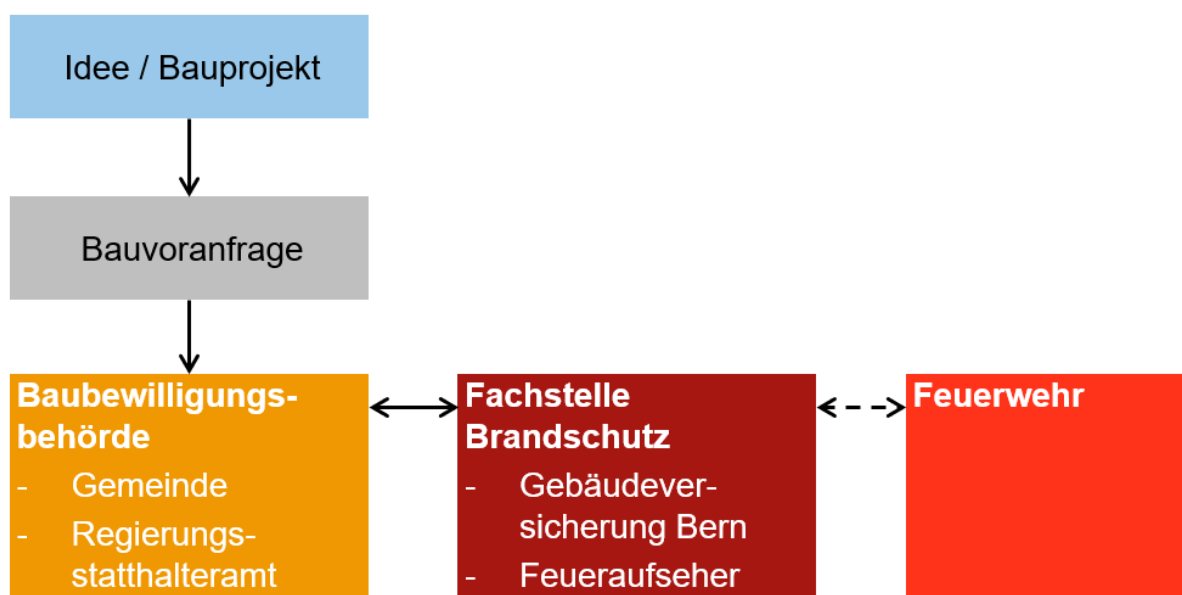 Idee / Bauprojekt
Bauvoranfrage
Baubewilligungs-
behörde
- Gemeinde
- Regierungs-
statthalteramt
Fachstelle
Brandschutz
- Gebäudever-
sicherung Bern
- Feueraufseher
Feuerwehr